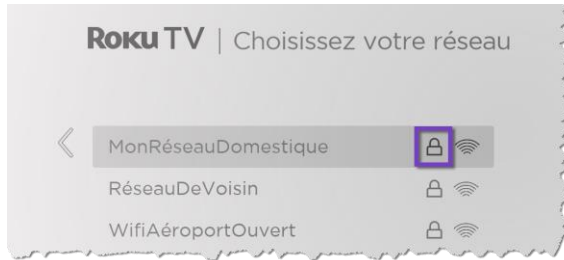 Roku TV | Choisissez votre réseau
MonRéseauDomestique
RéseauDeVoisin
WifiAéroportOuvert